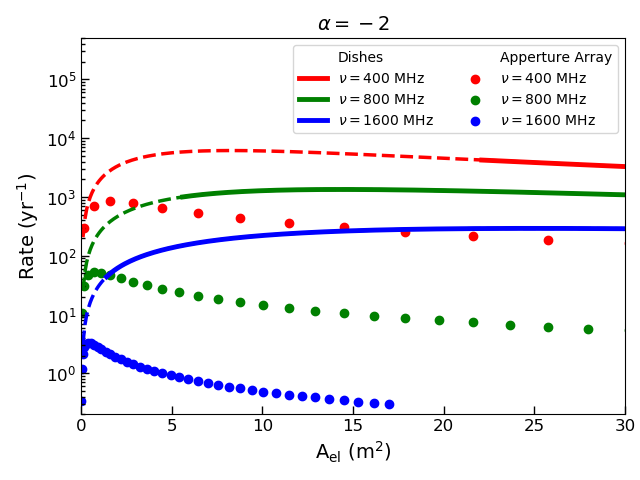 α = −2
Dishes
ν = 400 MHz
ν = 800 MHz
ν = 1600 MHz
Apperture Array
ν = 400 MHz
ν = 800 MHz
ν = 1600 MHz
Rate (yr⁻¹)
10⁵
10⁴
10³
10²
10¹
10⁰
0 5 10 15 20 25 30
A_el (m²)